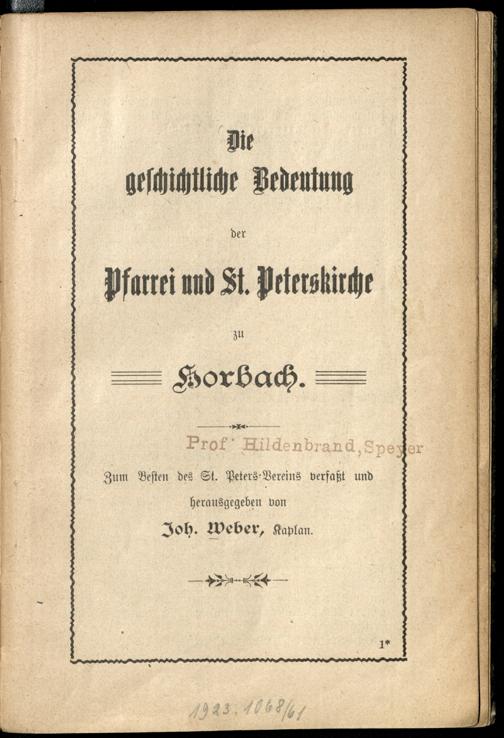 Die
geschichtliche Bedeutung
der
Pfarrei und St. Peterskirche
zu
Horbach.
Prof. Hildenbrand, Speyer
Zum Besten des St. Peters-Vereins verfaßt und
herausgegeben von
Joh. Weber, Kaplan.
1*
1923. 1068/61